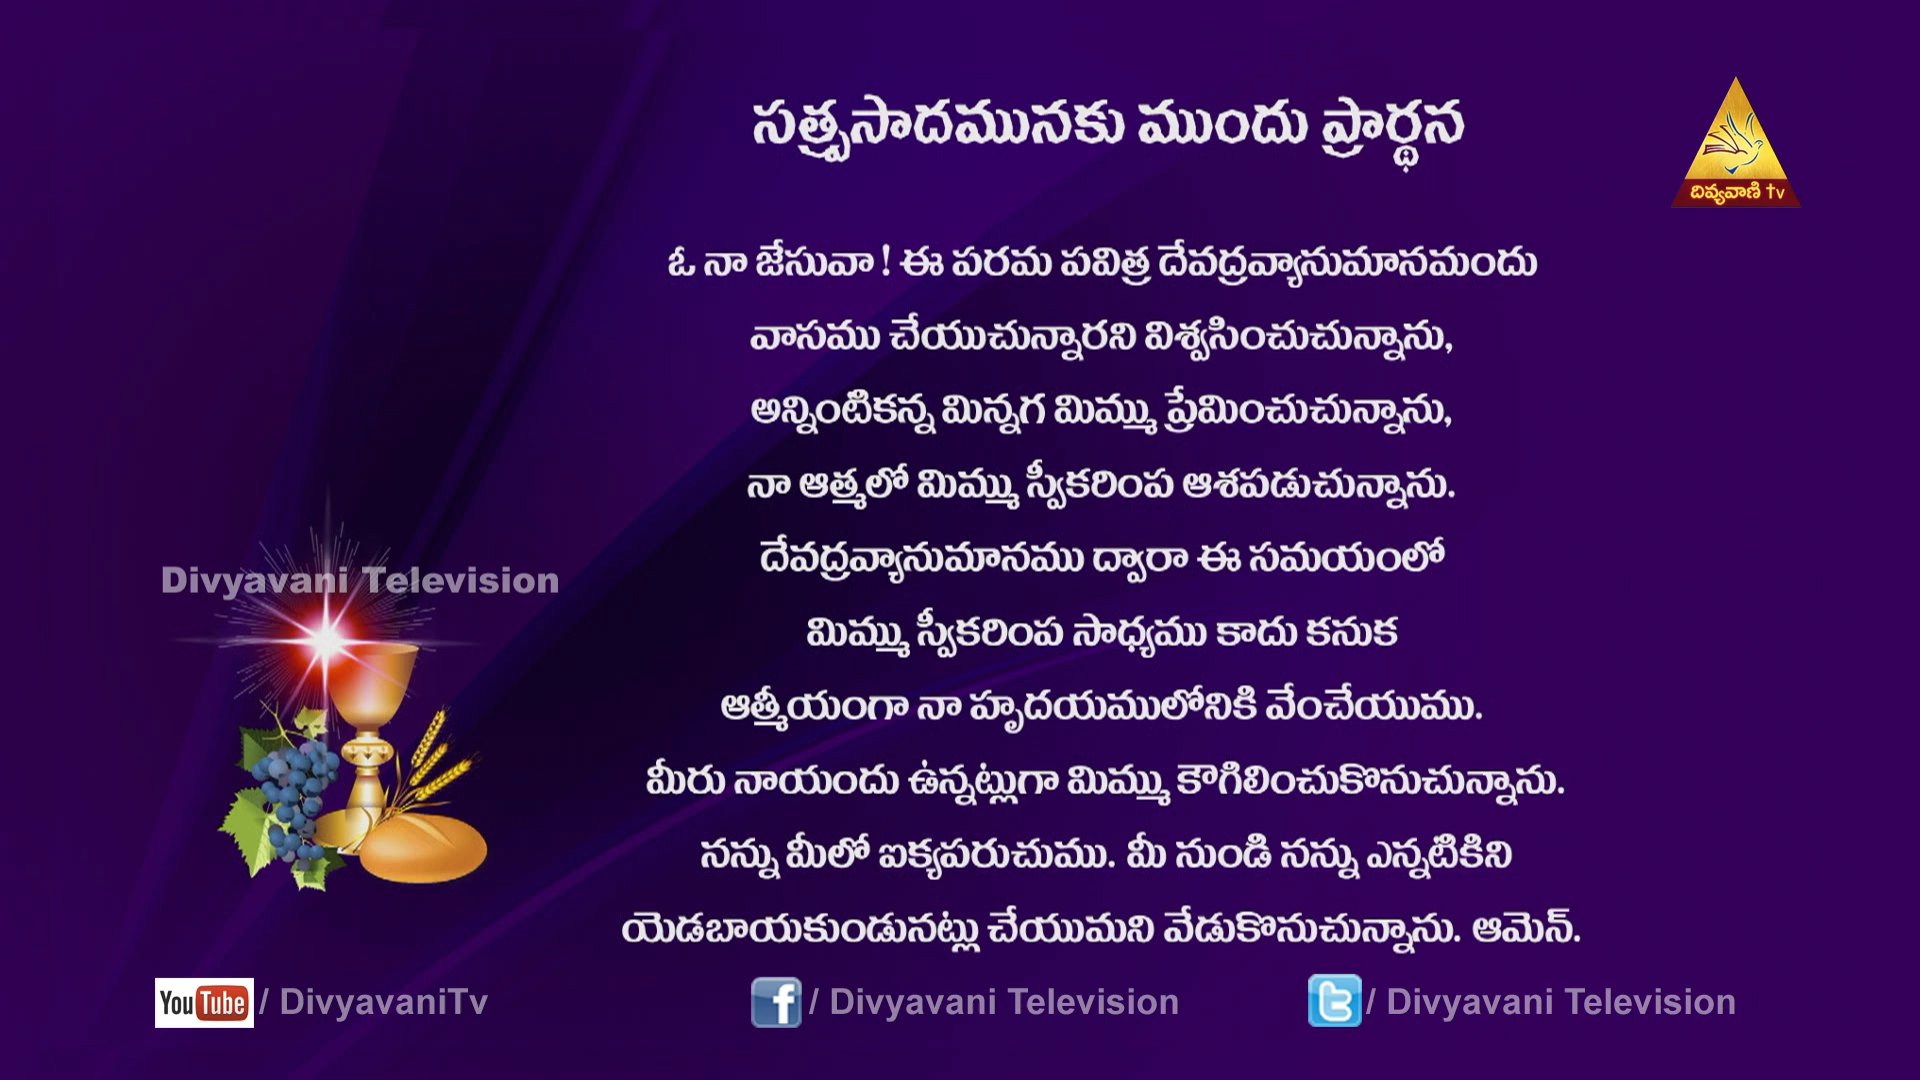 సత్ప్రసాదమునకు ముందు ప్రార్థన
దివ్యవాణి tv
ఓ నా జేసువా ! ఈ పరమ పవిత్ర దేవద్రవ్యానుమానమందు
వాసము చేయుచున్నారని విశ్వసించుచున్నాను,
అన్నింటికన్న మిన్నగ మిమ్ము ప్రేమించుచున్నాను,
నా ఆత్మలో మిమ్ము స్వీకరింప ఆశపడుచున్నాను.
దేవద్రవ్యానుమానము ద్వారా ఈ సమయంలో
Divyavani Television
మిమ్ము స్వీకరింప సాధ్యము కాదు కనుక
ఆత్మీయంగా నా హృదయములోనికి వేంచేయుము.
మీరు నాయందు ఉన్నట్లుగా మిమ్ము కౌగిలించుకొనుచున్నాను.
నన్ను మీలో ఐక్యపరుచుము. మీ నుండి నన్ను ఎన్నటికిని
యెడబాయకుండునట్లు చేయుమని వేడుకొనుచున్నాను. ఆమెన్.
YouTube / DivyavaniTv
f / Divyavani Television
t / Divyavani Television